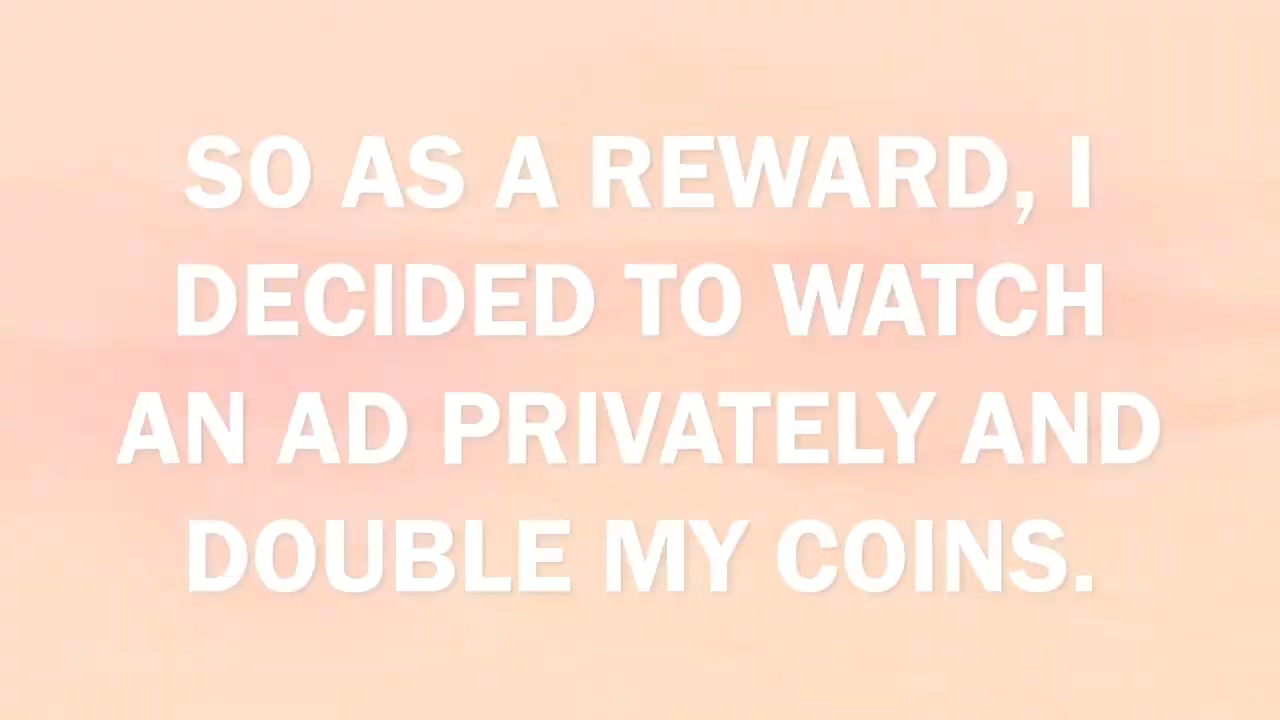 SO AS A REWARD, I
DECIDED TO WATCH
AN AD PRIVATELY AND
DOUBLE MY COINS.